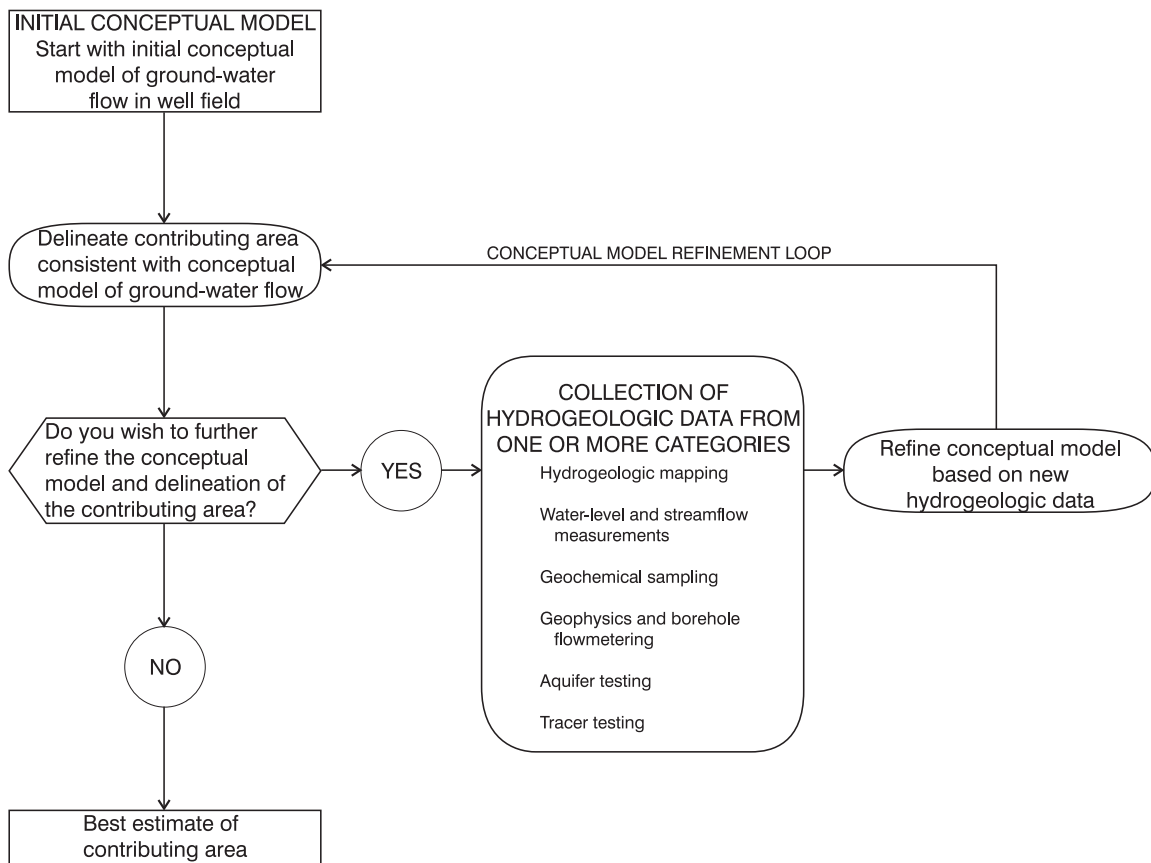 INITIAL CONCEPTUAL MODEL
Start with initial conceptual
model of ground-water
flow in well field
Delineate contributing area
consistent with conceptual
model of ground-water flow
CONCEPTUAL MODEL REFINEMENT LOOP
Do you wish to further
refine the conceptual
model and delineation of
the contributing area?
YES
COLLECTION OF
HYDROGEOLOGIC DATA FROM
ONE OR MORE CATEGORIES
Hydrogeologic mapping
Water-level and streamflow
measurements
Geochemical sampling
Geophysics and borehole
flowmetering
Aquifer testing
Tracer testing
Refine conceptual model
based on new
hydrogeologic data
NO
Best estimate of
contributing area